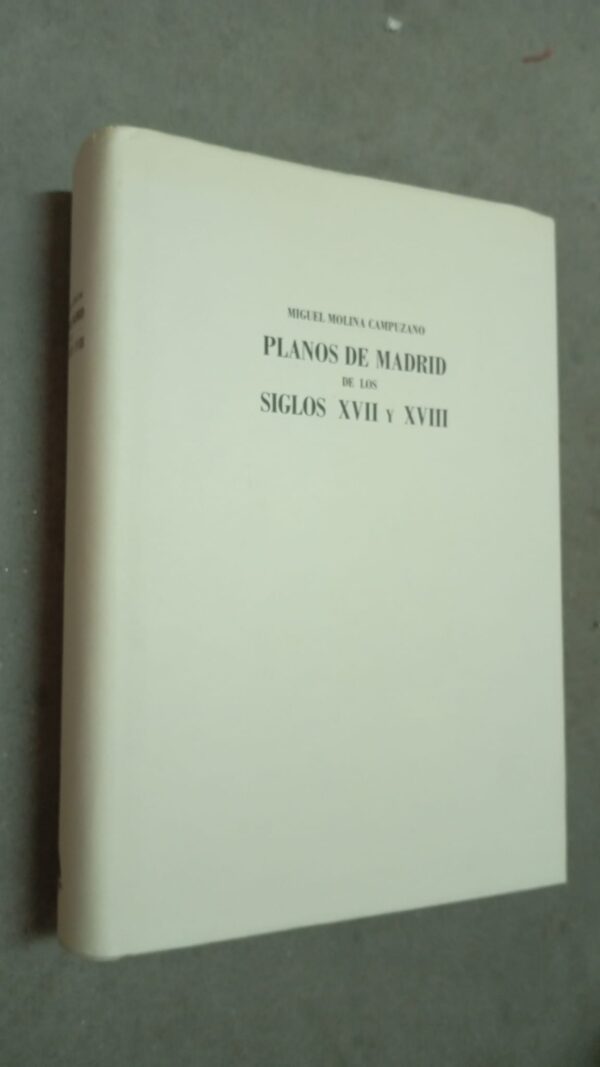 MIGUEL MOLINA CAMPUZANO
PLANOS DE MADRID
DE LOS
SIGLOS XVII Y XVIII